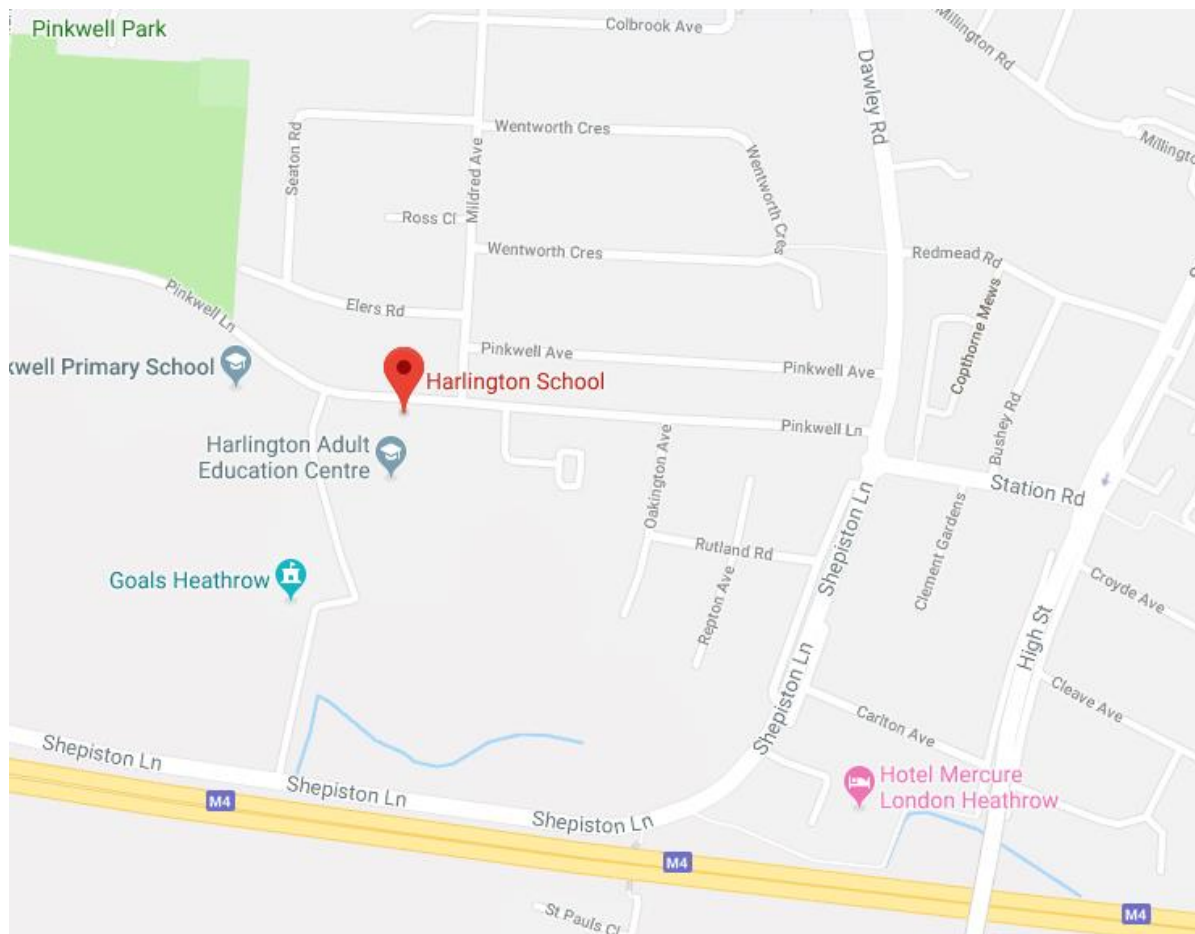 Pinkwell Park
Colbrook Ave
Millington Rd
Dawley Rd
Seaton Rd
Wentworth Cres
Mildred Ave
Wentworth Cres
Millington
Ross Cl
Wentworth Cres
Redmead Rd
Pinkwell Ln
Elers Rd
Copthorne Mews
kwell Primary School
Pinkwell Ave
Pinkwell Ave
Harlington School
Bushey Rd
Pinkwell Ln
Harlington Adult
Education Centre
Oakington Ave
Station Rd
Shepiston Ln
Clement Gardens
Rutland Rd
Goals Heathrow
Repton Ave
Croyde Ave
High St
Shepiston Ln
Cleave Ave
Carlton Ave
Shepiston Ln
Hotel Mercure
London Heathrow
Shepiston Ln
M4
Shepiston Ln
M4
St Pauls Cl
M4